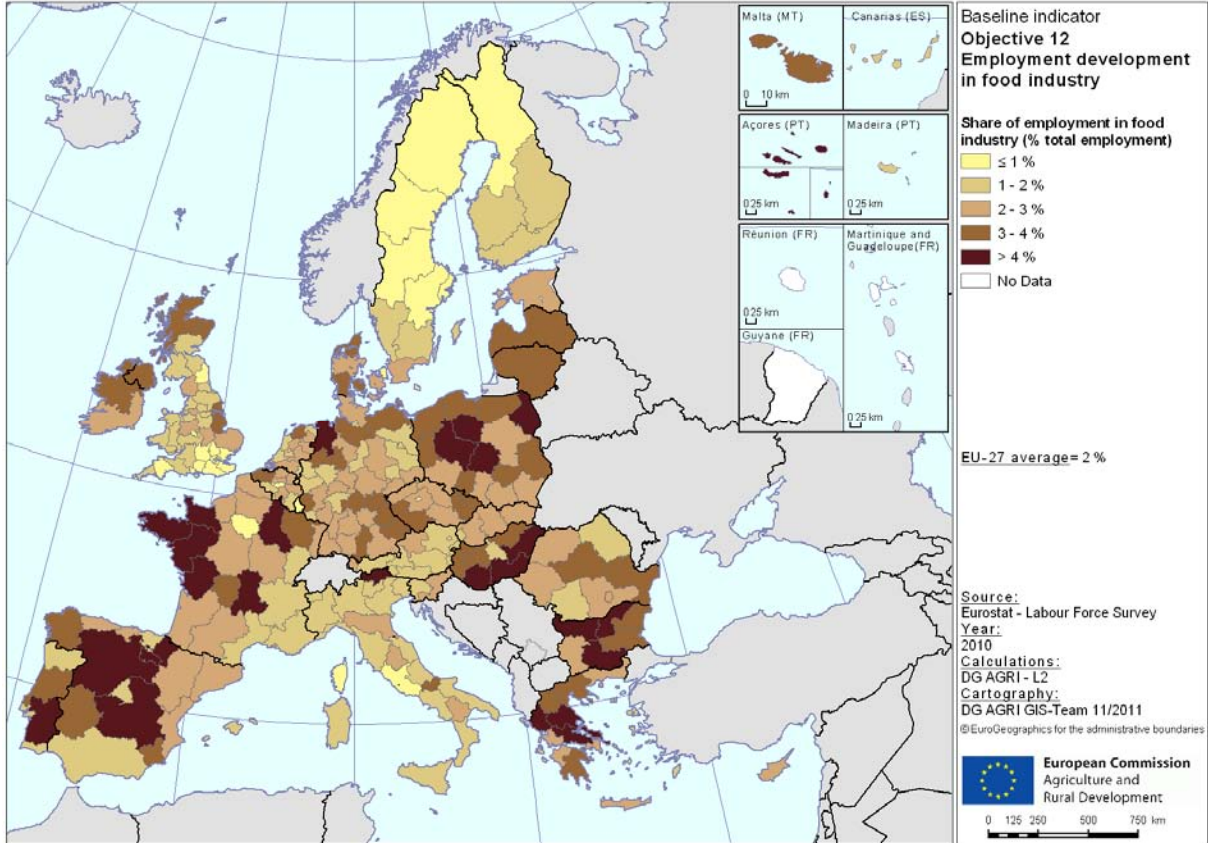 Malta (MT)
Canarias (ES)
0 10 km
0 25 km
Açores (PT)
Madeira (PT)
0 25 km
0 25 km
Réunion (FR)
Martinique and
Guadeloupe(FR)
0 25 km
Guyane (FR)
0 25 km
Baseline indicator
Objective 12
Employment development
in food industry
Share of employment in food
industry (% total employment)
≤ 1 %
1 - 2 %
2 - 3 %
3 - 4 %
> 4 %
No Data
EU-27 average= 2 %
Source:
Eurostat - Labour Force Survey
Year:
2010
Calculations:
DG AGRI - L2
Cartography:
DG AGRI GIS-Team 11/2011
©EuroGeographics for the administrative boundaries
European Commission
Agriculture and
Rural Development
0 125 250 500 750 km